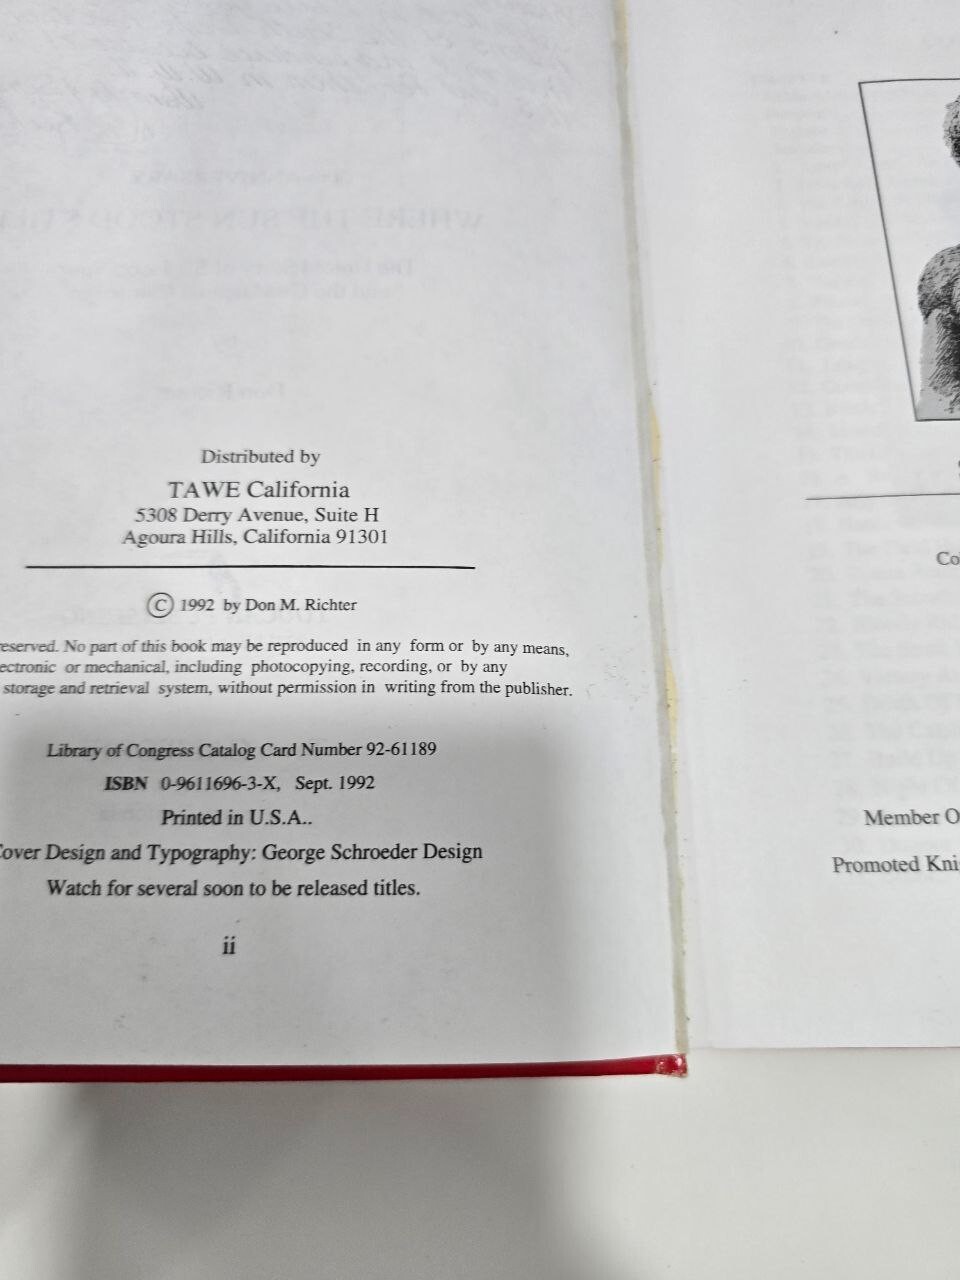 Distributed by
TAWE California
5308 Derry Avenue, Suite H
Agoura Hills, California 91301
© 1992 by Don M. Richter
eserved. No part of this book may be reproduced in any form or by any means,
ectronic or mechanical, including photocopying, recording, or by any
storage and retrieval system, without permission in writing from the publisher.
Library of Congress Catalog Card Number 92-61189
ISBN 0-9611696-3-X, Sept. 1992
Printed in U.S.A..
Cover Design and Typography: George Schroeder Design
Watch for several soon to be released titles.
ii
Co
Member O
Promoted Kni